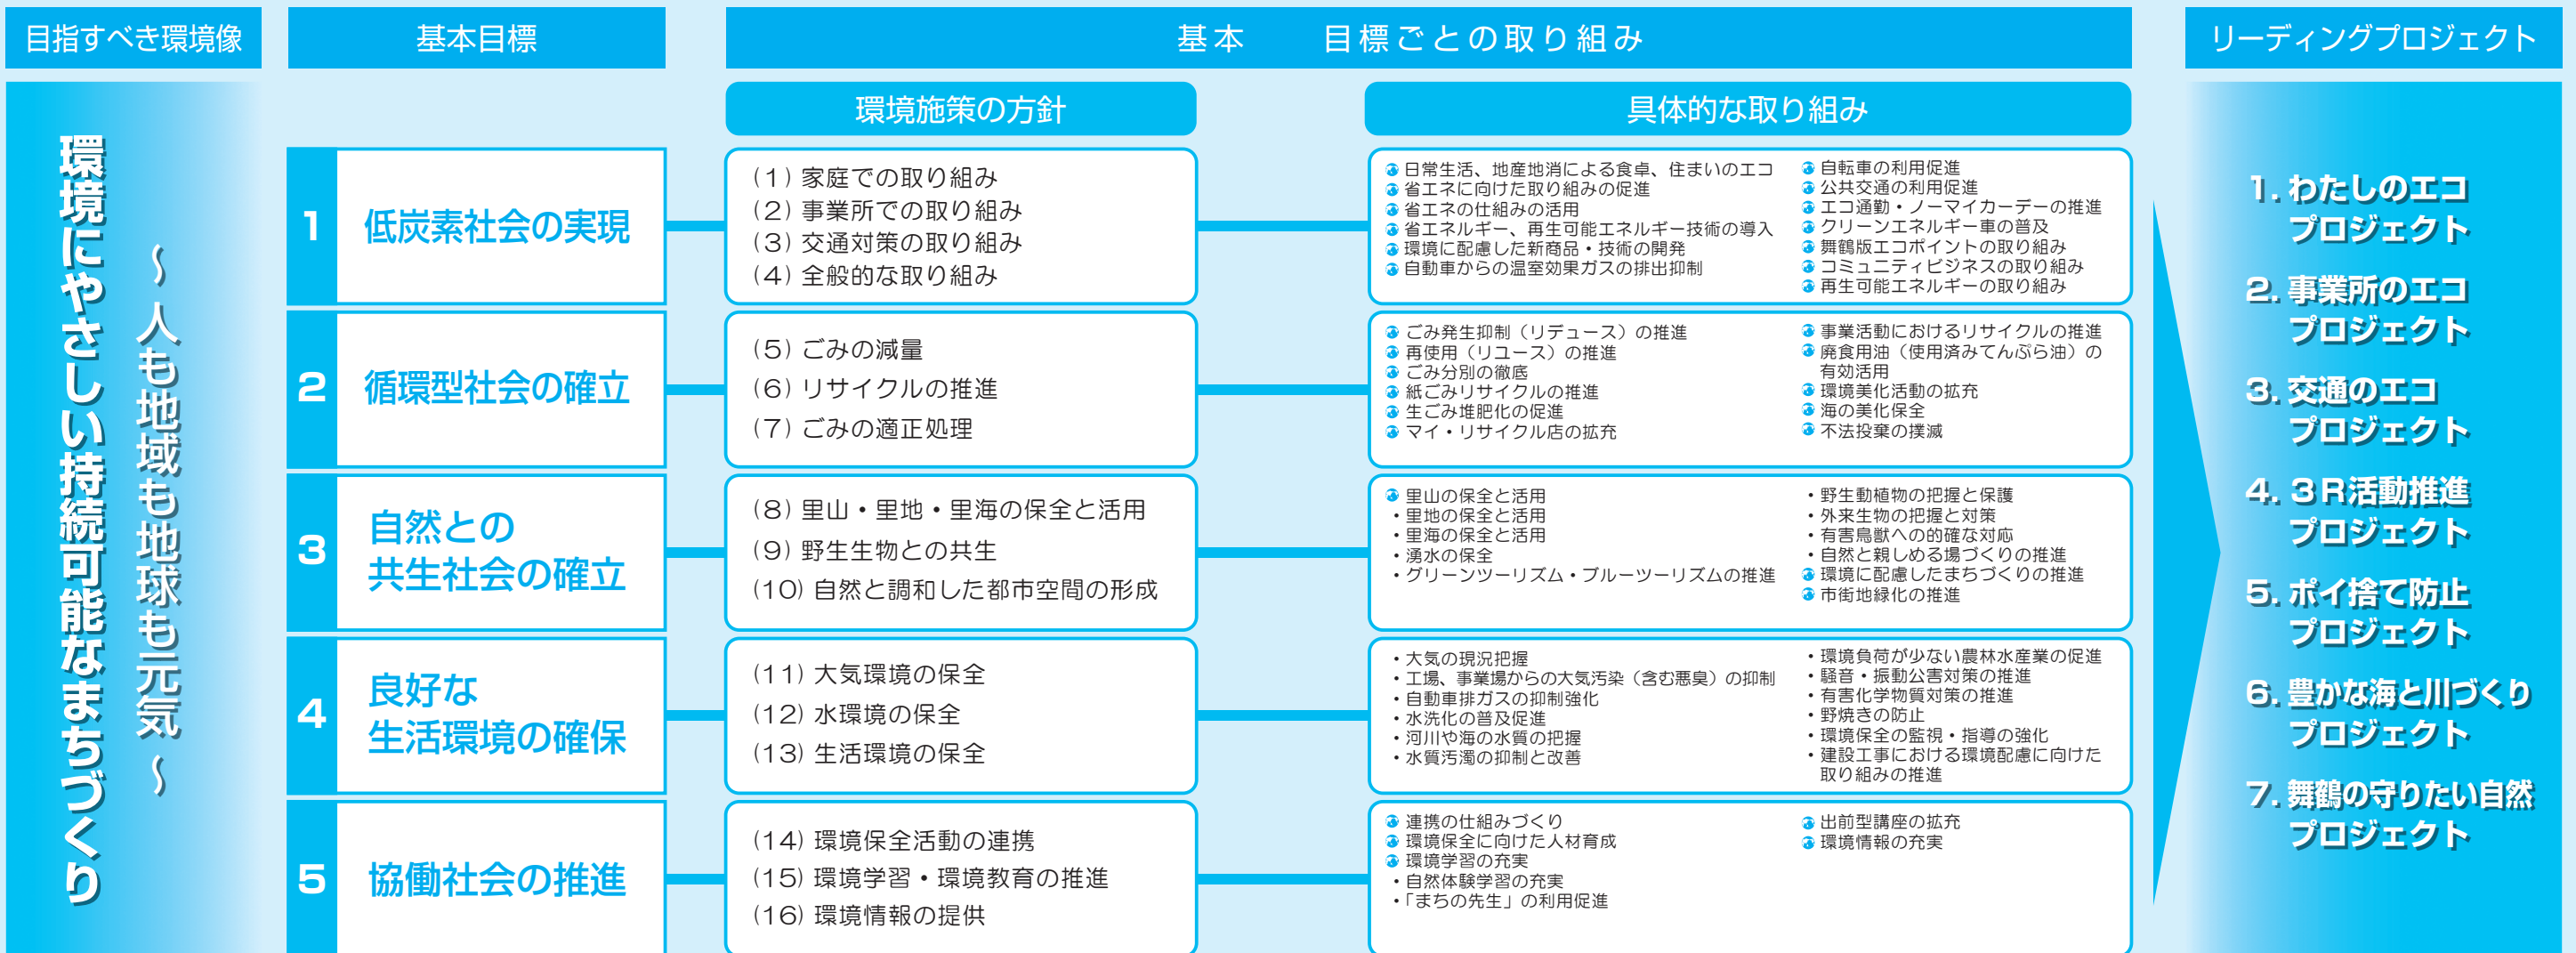 目指すべき環境像
環境にやさしい持続可能なまちづくり
～ 人も地域も地球も元気 ～
基本目標
基本 目標ごとの取り組み
環境施策の方針
具体的な取り組み
1 低炭素社会の実現
(1) 家庭での取り組み
(2) 事業所での取り組み
(3) 交通対策の取り組み
(4) 全般的な取り組み
日常生活、地産地消による食卓、住まいのエコ
省エネに向けた取り組みの促進
省エネの仕組みの活用
省エネルギー、再生可能エネルギー技術の導入
環境に配慮した新商品・技術の開発
自動車からの温室効果ガスの排出抑制
自転車の利用促進
公共交通の利用促進
エコ通勤・ノーマイカーデーの推進
クリーンエネルギー車の普及
舞鶴版エコポイントの取り組み
コミュニティビジネスの取り組み
再生可能エネルギーの取り組み
2 循環型社会の確立
(5) ごみの減量
(6) リサイクルの推進
(7) ごみの適正処理
ごみ発生抑制（リデュース）の推進
再使用（リユース）の推進
ごみ分別の徹底
紙ごみリサイクルの推進
生ごみ堆肥化の促進
マイ・リサイクル店の拡充
事業活動におけるリサイクルの推進
廃食用油（使用済みてんぷら油）の
有効活用
環境美化活動の拡充
海の美化保全
不法投棄の撲滅
3 自然との
共生社会の確立
(8) 里山・里地・里海の保全と活用
(9) 野生生物との共生
(10) 自然と調和した都市空間の形成
里山の保全と活用
・里地の保全と活用
・里海の保全と活用
・湧水の保全
・グリーンツーリズム・ブルーツーリズムの推進
・野生動植物の把握と保護
・外来生物の把握と対策
・有害鳥獣への的確な対応
・自然と親しめる場づくりの推進
環境に配慮したまちづくりの推進
市街地緑化の推進
4 良好な
生活環境の確保
(11) 大気環境の保全
(12) 水環境の保全
(13) 生活環境の保全
・大気の現況把握
・工場、事業場からの大気汚染（含む悪臭）の抑制
・自動車排ガスの抑制強化
・水洗化の普及促進
・河川や海の水質の把握
・水質汚濁の抑制と改善
・環境負荷が少ない農林水産業の促進
・騒音・振動公害対策の推進
・有害化学物質対策の推進
・野焼きの防止
・環境保全の監視・指導の強化
・建設工事における環境配慮に向けた
取り組みの推進
5 協働社会の推進
(14) 環境保全活動の連携
(15) 環境学習・環境教育の推進
(16) 環境情報の提供
連携の仕組みづくり
環境保全に向けた人材育成
環境学習の充実
・自然体験学習の充実
・「まちの先生」の利用促進
出前型講座の拡充
環境情報の充実
リーディングプロジェクト
1. わたしのエコ
プロジェクト
2. 事業所のエコ
プロジェクト
3. 交通のエコ
プロジェクト
4. 3R活動推進
プロジェクト
5. ポイ捨て防止
プロジェクト
6. 豊かな海と川づくり
プロジェクト
7. 舞鶴の守りたい自然
プロジェクト